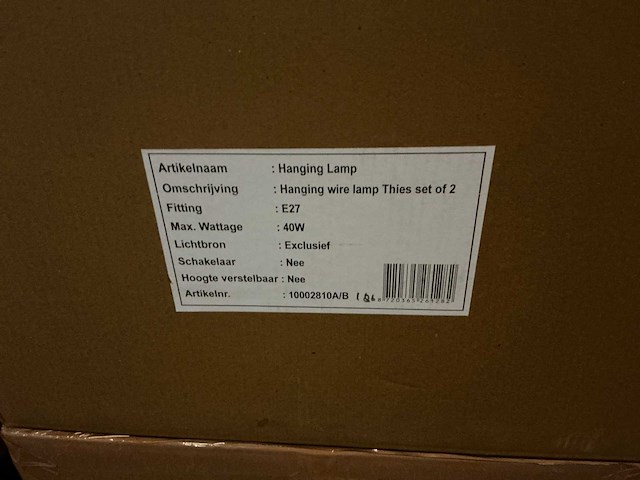 Artikelnaam : Hanging Lamp
Omschrijving : Hanging wire lamp Thies set of 2
Fitting : E27
Max. Wattage : 40W
Lichtbron : Exclusief
Schakelaar : Nee
Hoogte verstelbaar : Nee
Artikelnr. : 10002810A/B